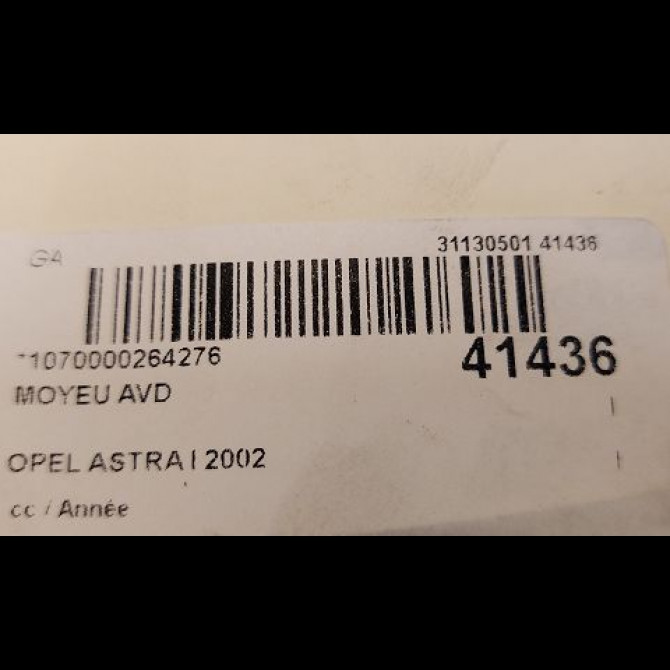 GA
31130501 41436
*1070000264276
41436
MOYEU AVD
OPEL ASTRA I 2002
cc / Année